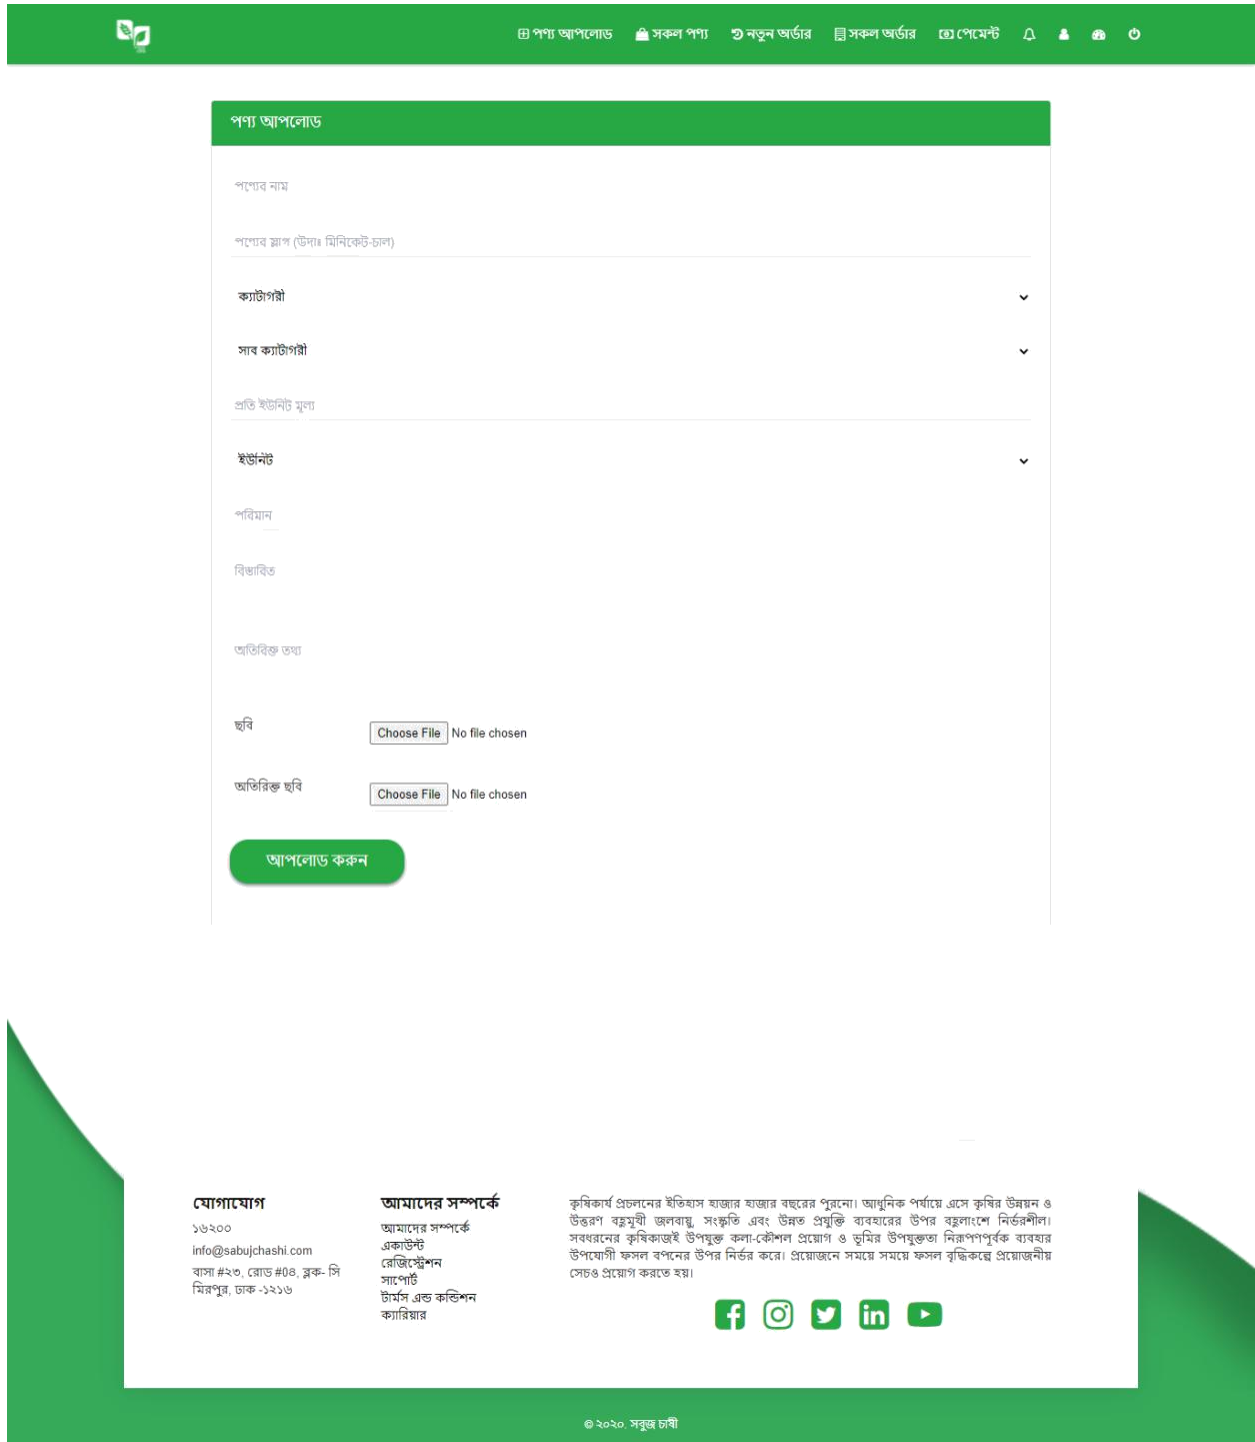 পণ্য আপলোড সকল পণ্য নতুন অর্ডার সকল অর্ডার পেমেন্ট
পণ্য আপলোড
পণ্যের নাম
পণ্যের স্লাগ (উদাঃ মিনিকেট-চাল)
ক্যাটাগরী
সাব ক্যাটাগরী
প্রতি ইউনিট মূল্য
ইউনিট
পরিমান
বিস্তারিত
অতিরিক্ত তথ্য
ছবি Choose File No file chosen
অতিরিক্ত ছবি Choose File No file chosen
আপলোড করুন
যোগাযোগ
১৬২০০
info@sabujchashi.com
বাসা #২৩, রোড #0৪, ব্লক- সি
মিরপুর, ঢাক -১২১৬
আমাদের সম্পর্কে
আমাদের সম্পর্কে
একাউন্ট
রেজিস্ট্রেশন
সাপোর্ট
টার্মস এন্ড কন্ডিশন
ক্যারিয়ার
কৃষিকার্য প্রচলনের ইতিহাস হাজার হাজার বছরের পুরনো। আধুনিক পর্যায়ে এসে কৃষির উন্নয়ন ও
উত্তরণ বহুমূখী জলবায়ু, সংস্কৃতি এবং উন্নত প্রযুক্তি ব্যবহারের উপর বহুলাংশে নির্ভরশীল।
সবধরনের কৃষিকাজই উপযুক্ত কলা-কৌশল প্রয়োগ ও ভূমির উপযুক্ততা নিরূপণপূর্বক ব্যবহার
উপযোগী ফসল বপনের উপর নির্ভর করে। প্রয়োজনে সময়ে সময়ে ফসল বৃদ্ধিকল্পে প্রয়োজনীয়
সেচও প্রয়োগ করতে হয়।
© ২০২০. সবুজ চাষী